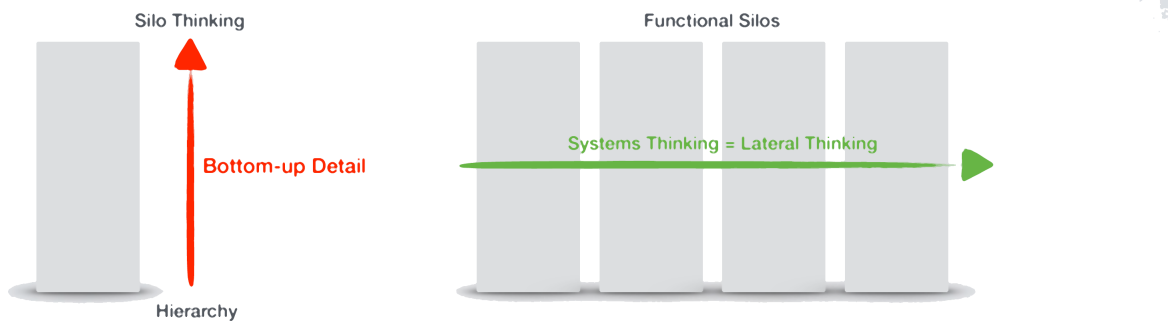 Silo Thinking
Functional Silos
Systems Thinking = Lateral Thinking
Bottom-up Detail
Hierarchy